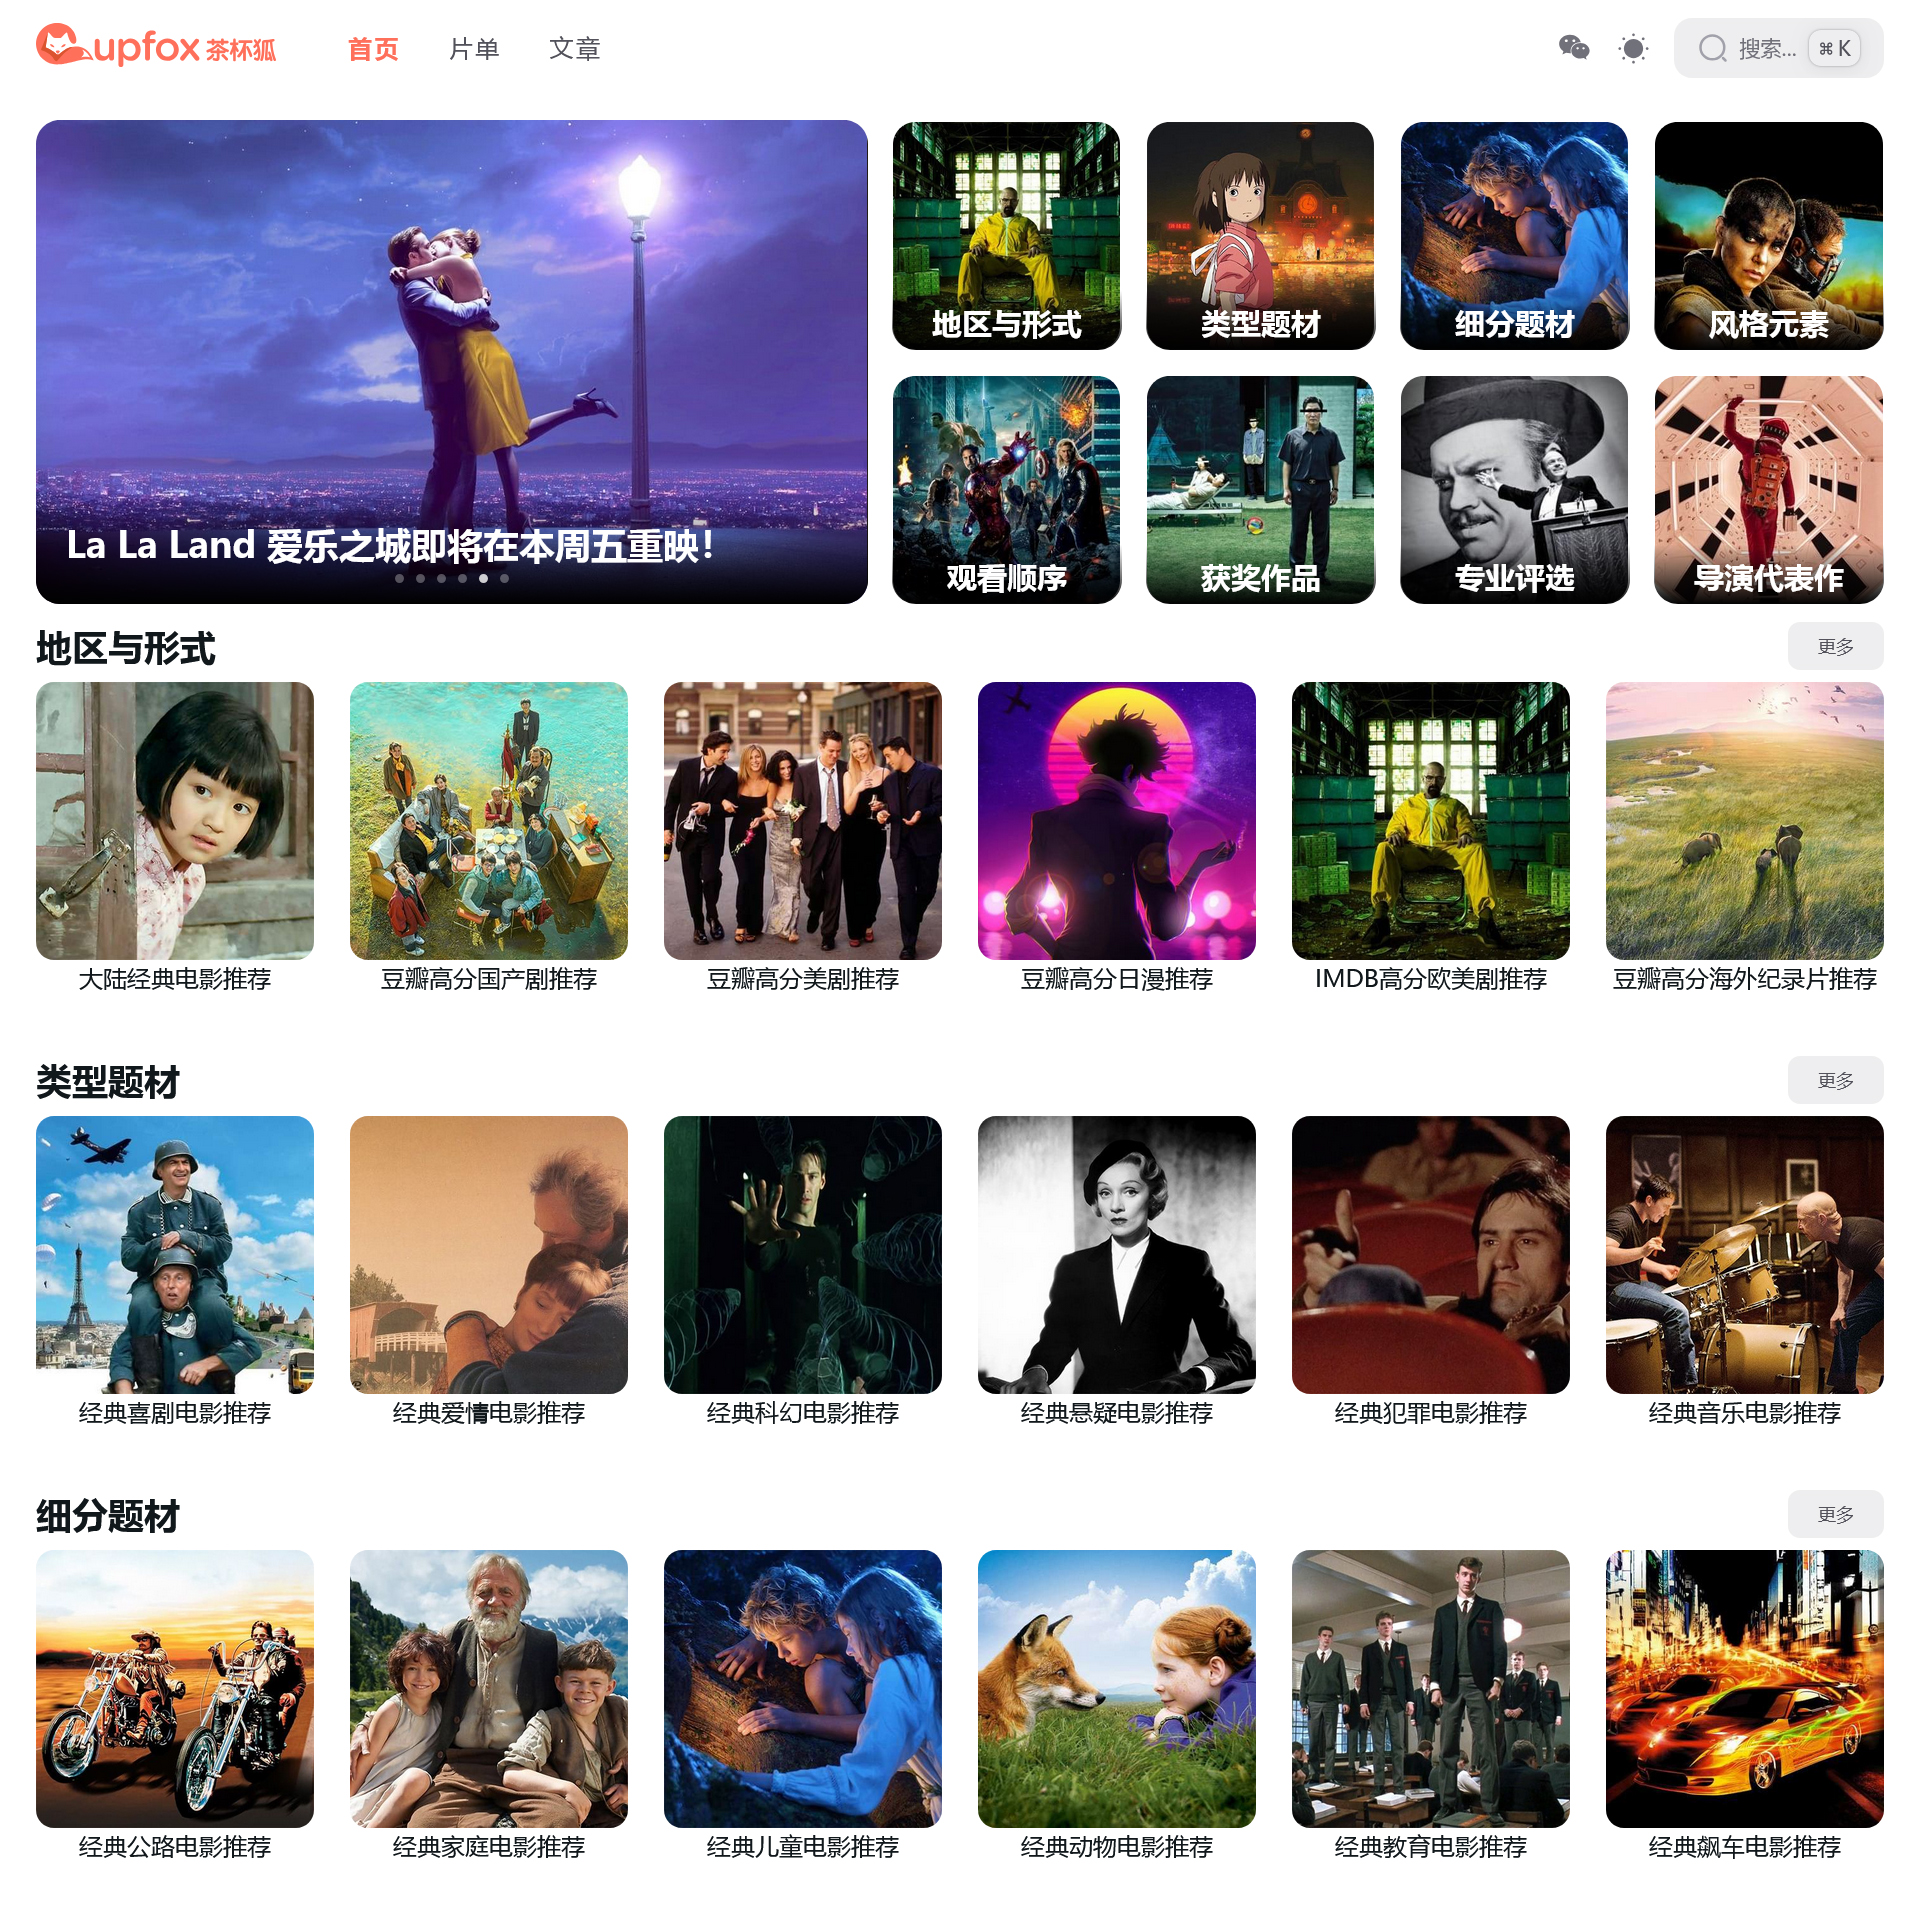 upfox 茶杯狐
首页
片单
文章
搜索...
⌘ K
La La Land 爱乐之城即将在本周五重映！
地区与形式
类型题材
细分题材
风格元素
观看顺序
获奖作品
专业评选
导演代表作
地区与形式
更多
大陆经典电影推荐
豆瓣高分国产剧推荐
豆瓣高分美剧推荐
豆瓣高分日漫推荐
IMDB高分欧美剧推荐
豆瓣高分海外纪录片推荐
类型题材
更多
经典喜剧电影推荐
经典爱情电影推荐
经典科幻电影推荐
经典悬疑电影推荐
经典犯罪电影推荐
经典音乐电影推荐
细分题材
更多
经典公路电影推荐
经典家庭电影推荐
经典儿童电影推荐
经典动物电影推荐
经典教育电影推荐
经典飙车电影推荐